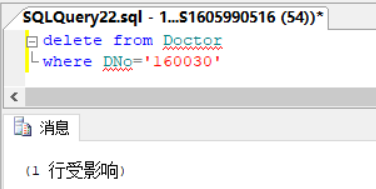 SQLQuery22.sql - 1...S1605990516 (54))*
delete from Doctor
where DNo='160030'
消息
(1 行受影响)